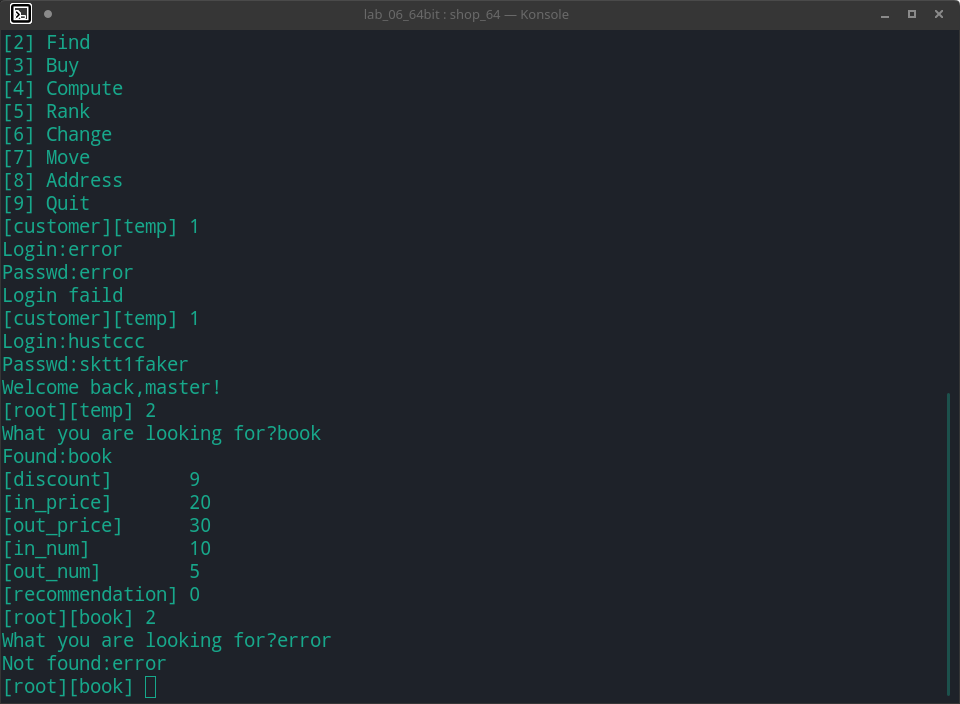 lab_06_64bit : shop_64 — Konsole
[2] Find
[3] Buy
[4] Compute
[5] Rank
[6] Change
[7] Move
[8] Address
[9] Quit
[customer][temp] 1
Login:error
Passwd:error
Login faild
[customer][temp] 1
Login:hustccc
Passwd:sktt1faker
Welcome back,master!
[root][temp] 2
What you are looking for?book
Found:book
[discount]       9
[in_price]       20
[out_price]      30
[in_num]         10
[out_num]        5
[recommendation] 0
[root][book] 2
What you are looking for?error
Not found:error
[root][book]